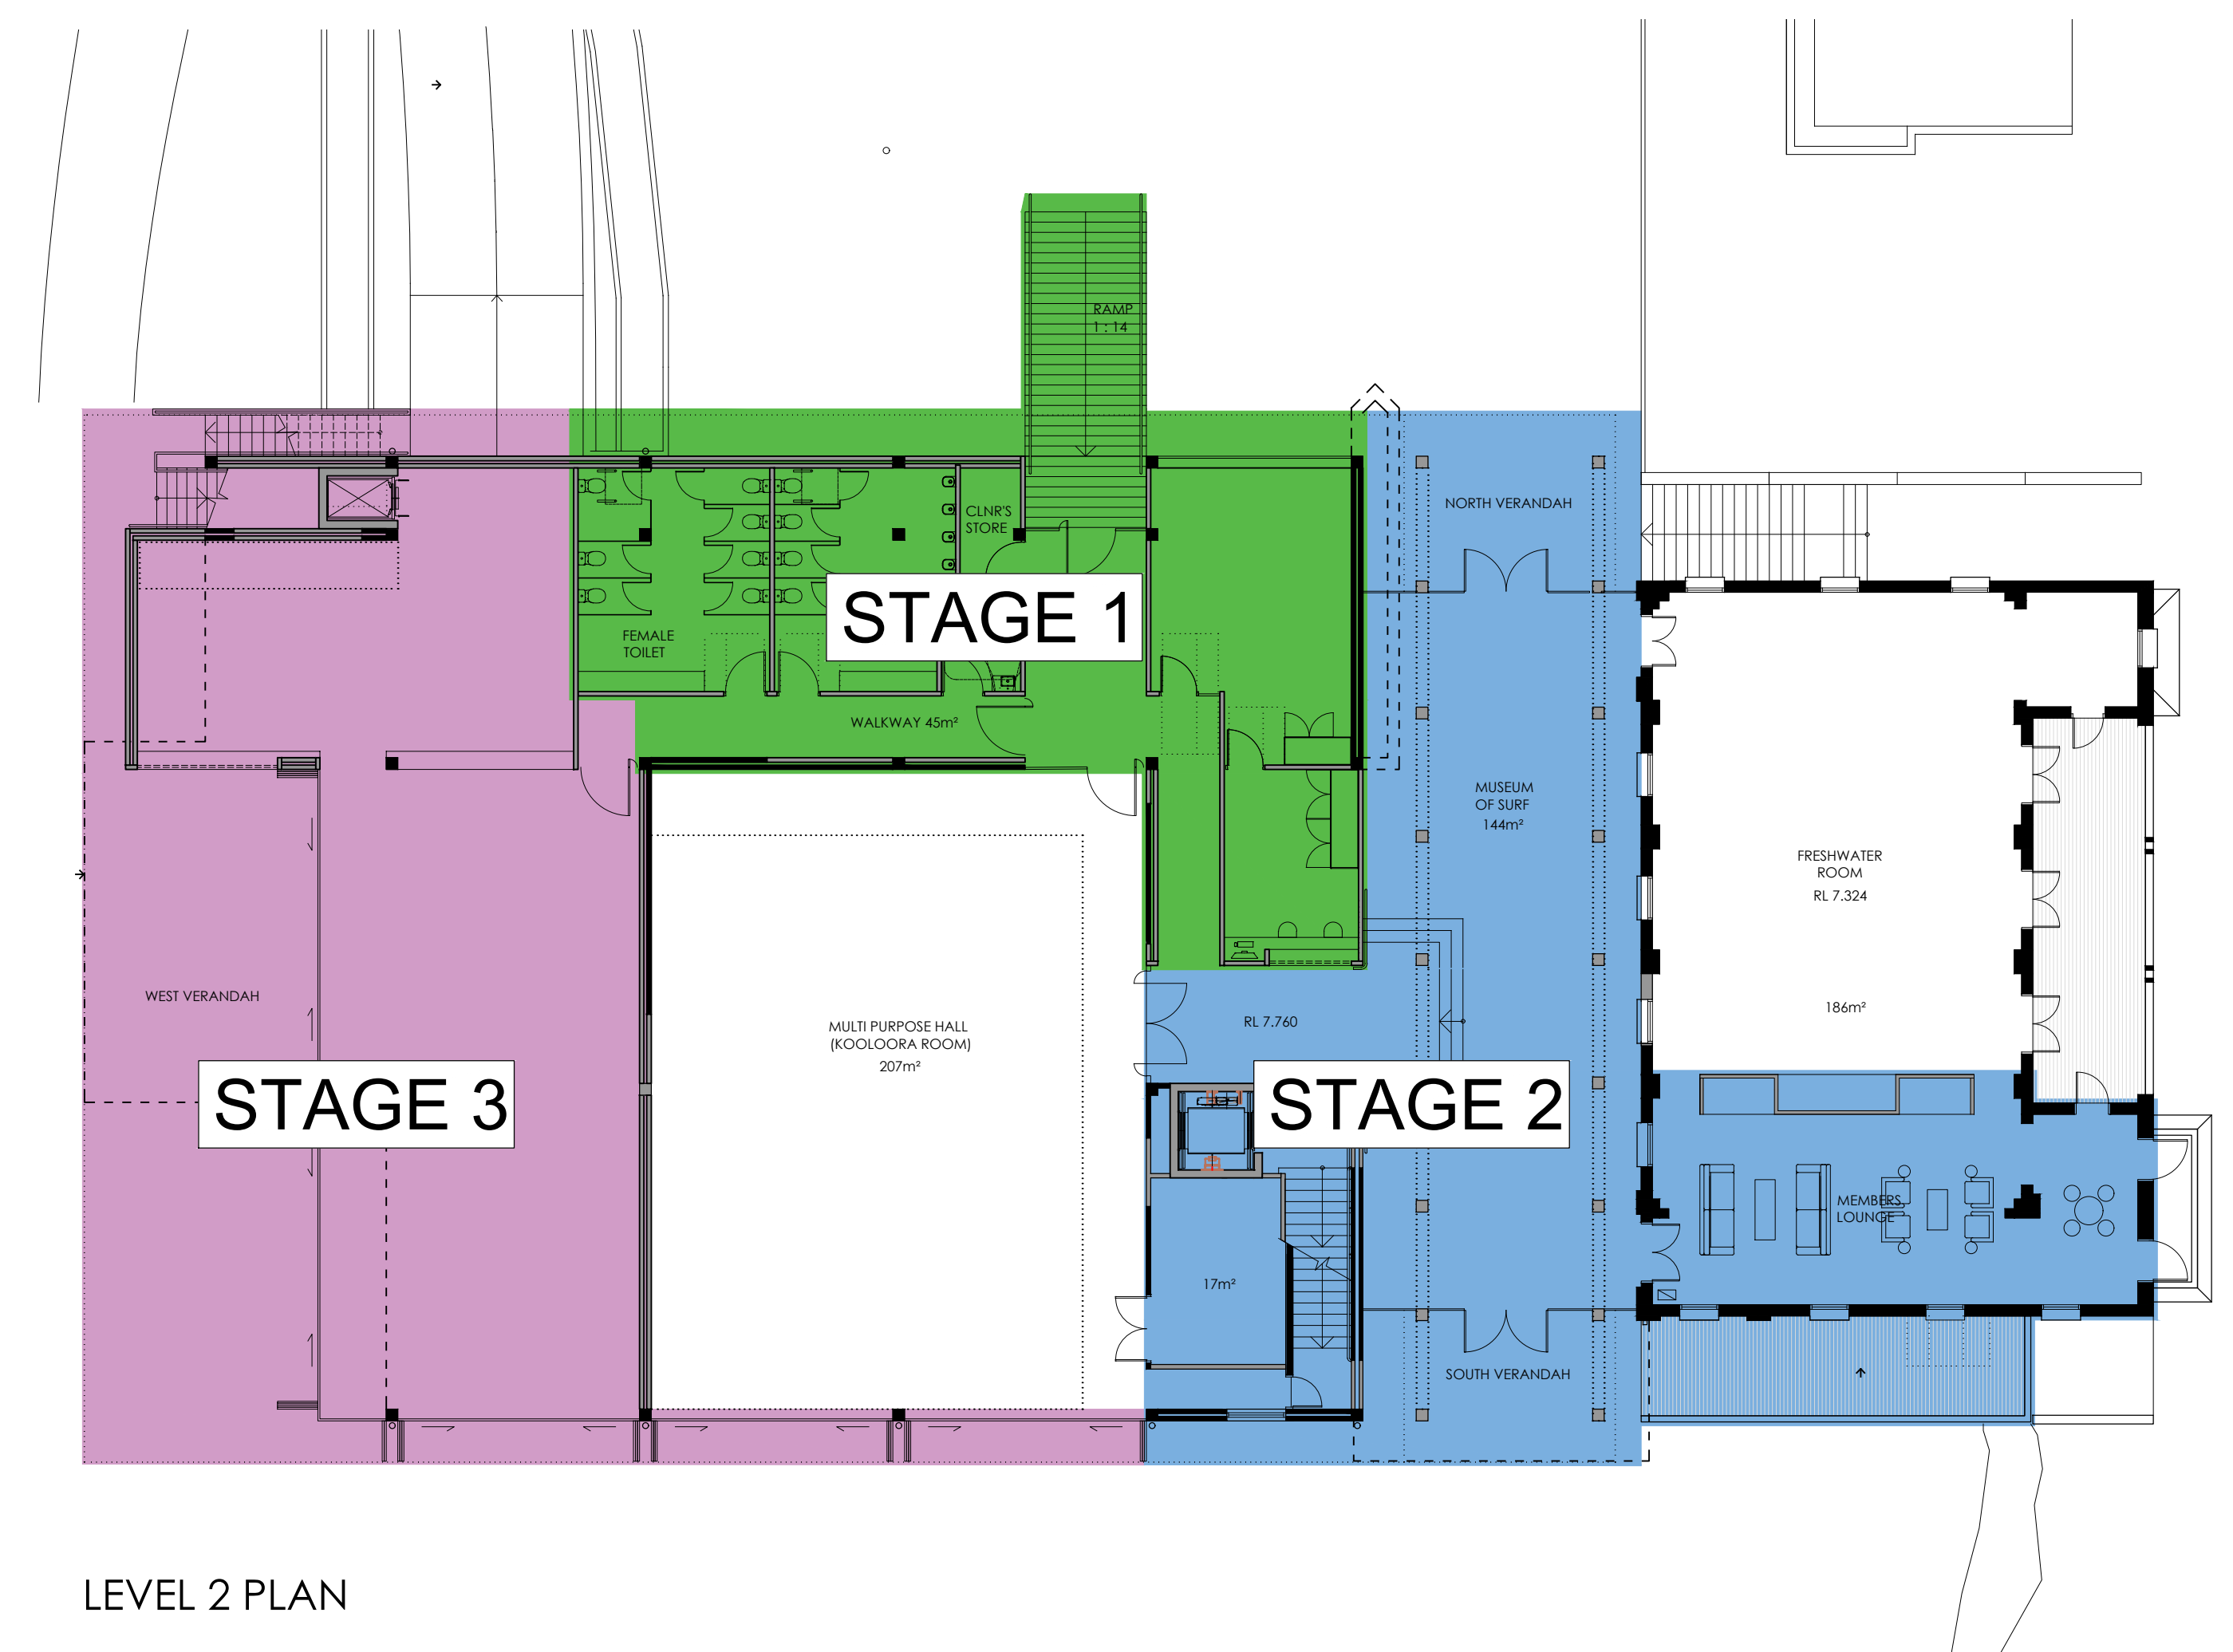 RAMP
1 : 14
NORTH VERANDAH
CLNR'S
STORE
STAGE 1
FEMALE
TOILET
WALKWAY 45m²
MUSEUM
OF SURF
144m²
FRESHWATER
ROOM
RL 7.324
186m²
WEST VERANDAH
MULTI PURPOSE HALL
(KOOLOORA ROOM)
207m²
RL 7.760
STAGE 3
STAGE 2
MEMBERS
LOUNGE
17m²
SOUTH VERANDAH
LEVEL 2 PLAN